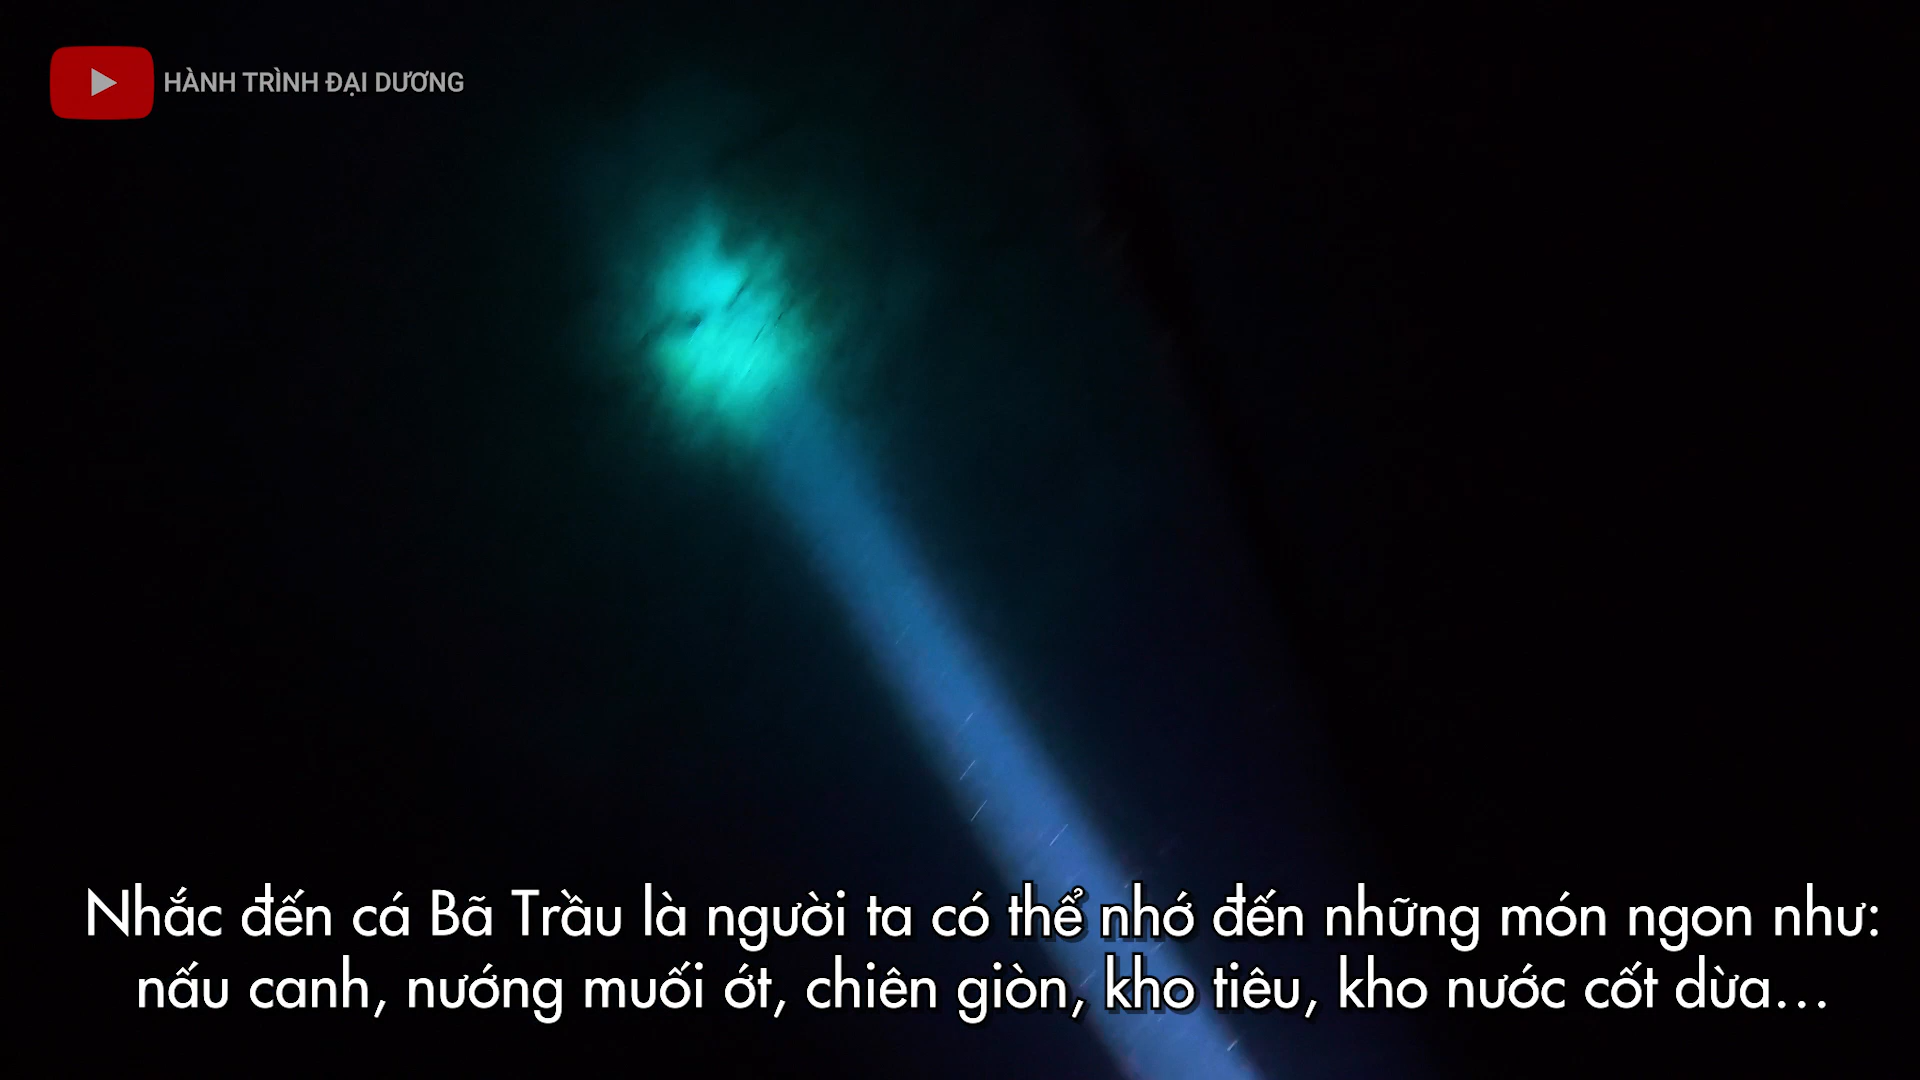 HÀNH TRÌNH ĐẠI DƯƠNG
Nhắc đến cá Bã Trầu là người ta có thể nhớ đến những món ngon như:
nấu canh, nướng muối ớt, chiên giòn, kho tiêu, kho nước cốt dừa...